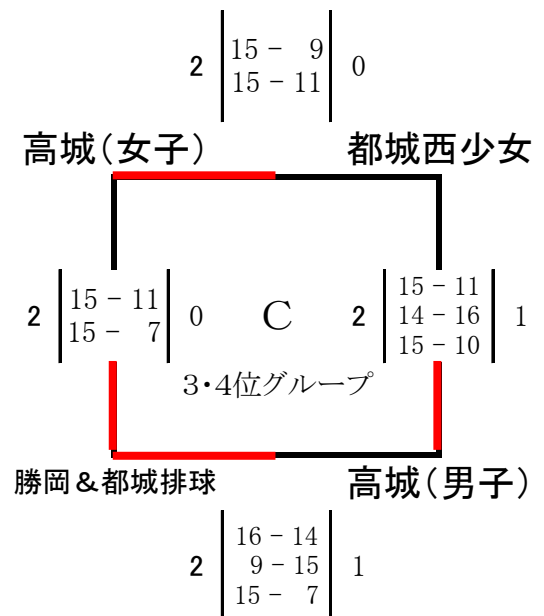 2 15 - 9 0
15 - 11
高城(女子) 都城西少女
2 15 - 11 0
15 - 7
C
2 15 - 11 1
14 - 16
15 - 10
3・4位グループ
勝岡&都城排球 高城(男子)
2 16 - 14 1
9 - 15
15 - 7